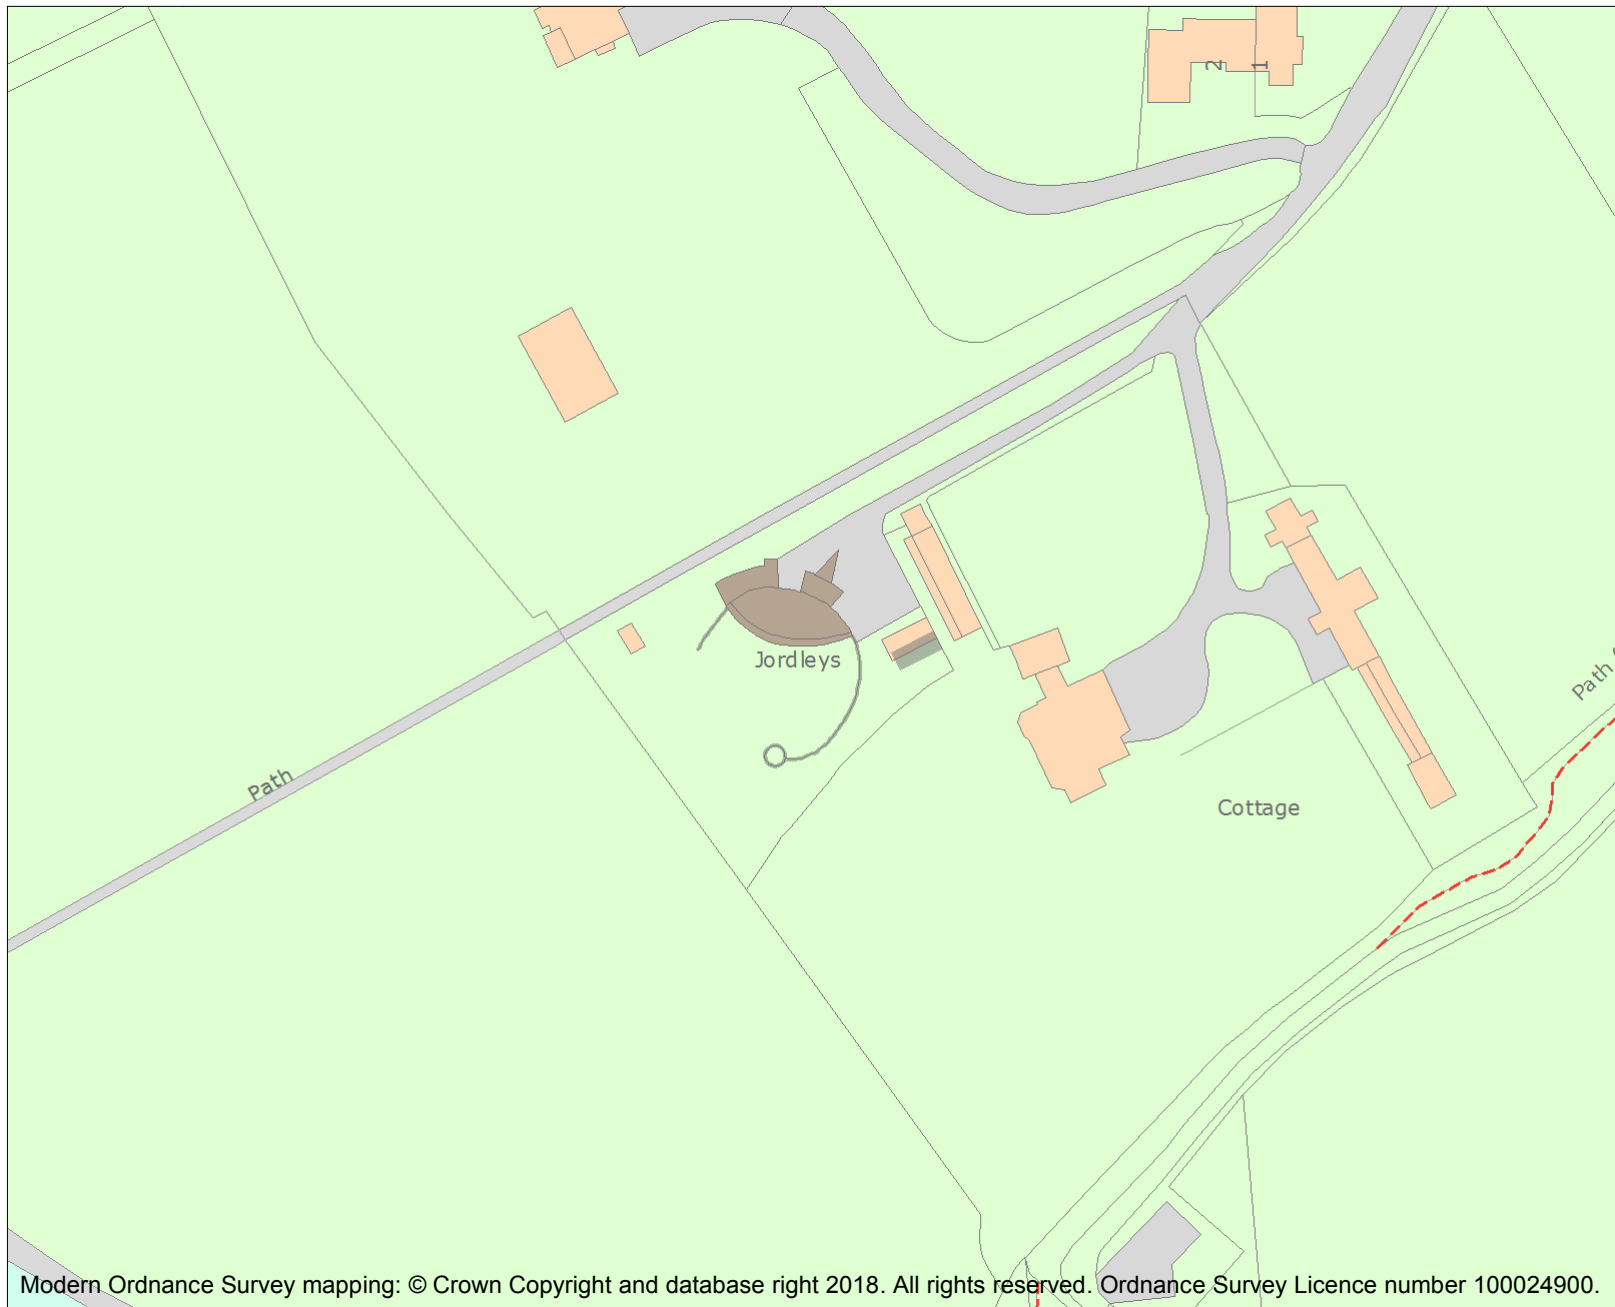 2
1
Jordleys
Path
Path
Cottage
Modern Ordnance Survey mapping: © Crown Copyright and database right 2018. All rights reserved. Ordnance Survey Licence number 100024900.